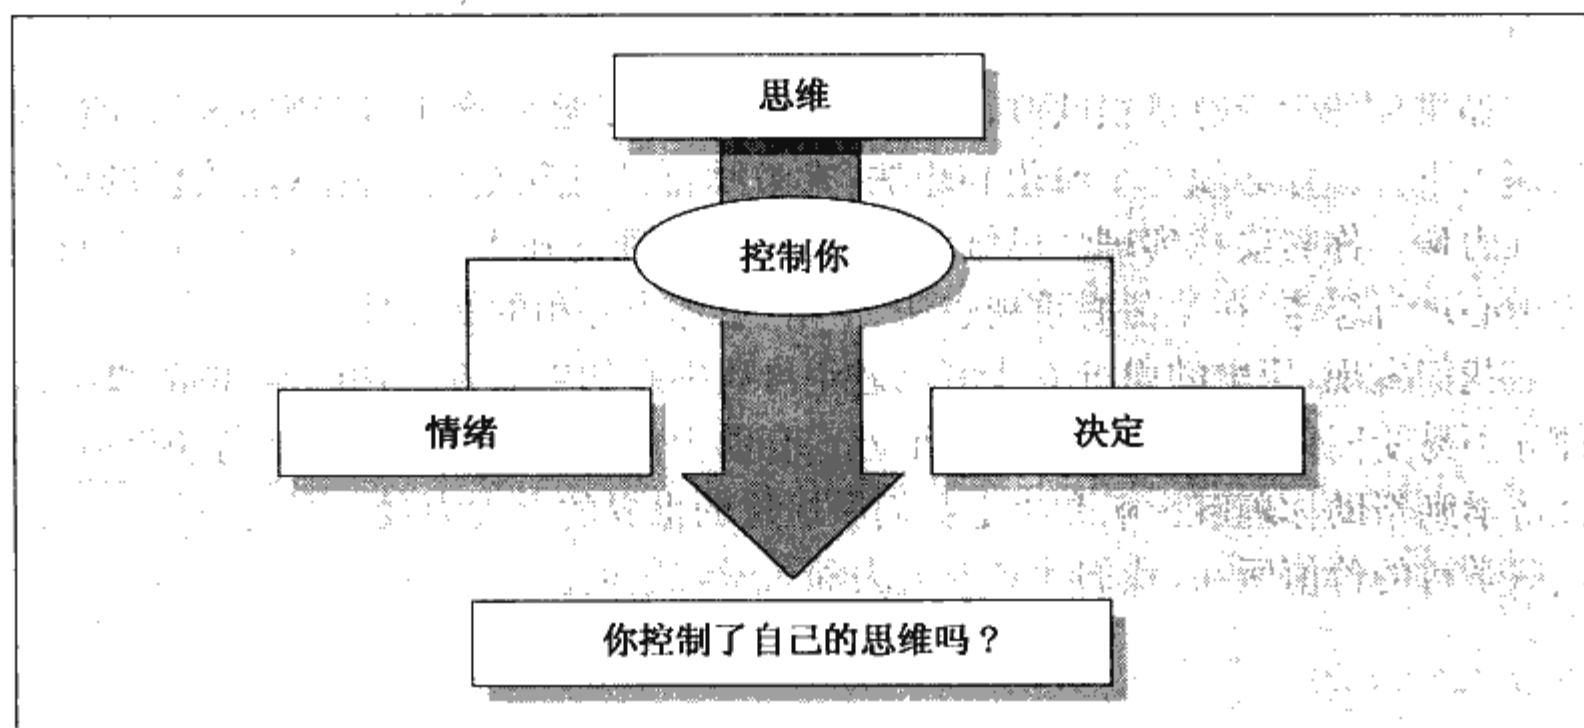 思维
控制你
情绪
决定
你控制了自己的思维吗？